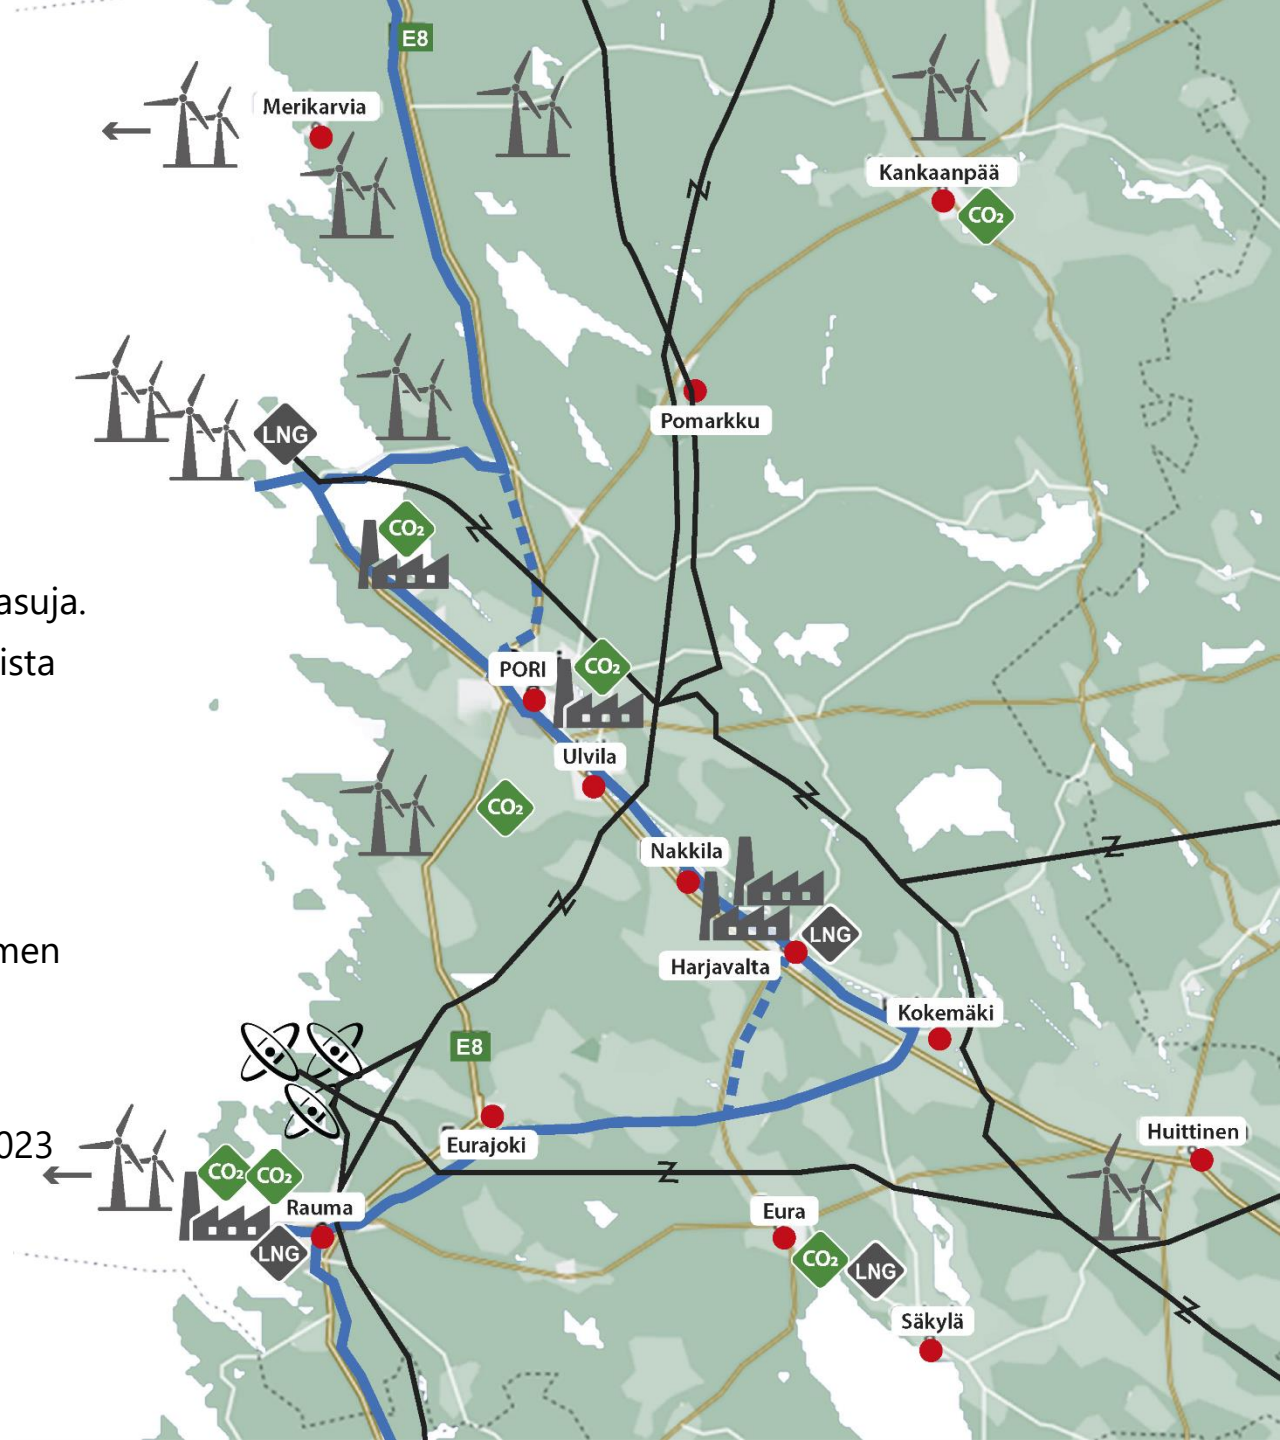 E8
Merikarvia
Kankaanpää
CO₂
Pomarkku
LNG
CO₂
asuja.
ista
PORI
CO₂
Ulvila
CO₂
Nakkila
LNG
men
Harjavalta
Kokemäki
E8
Huittinen
Eurajoki
023
CO₂
CO₂
Rauma
Eura
LNG
CO₂
LNG
Säkylä